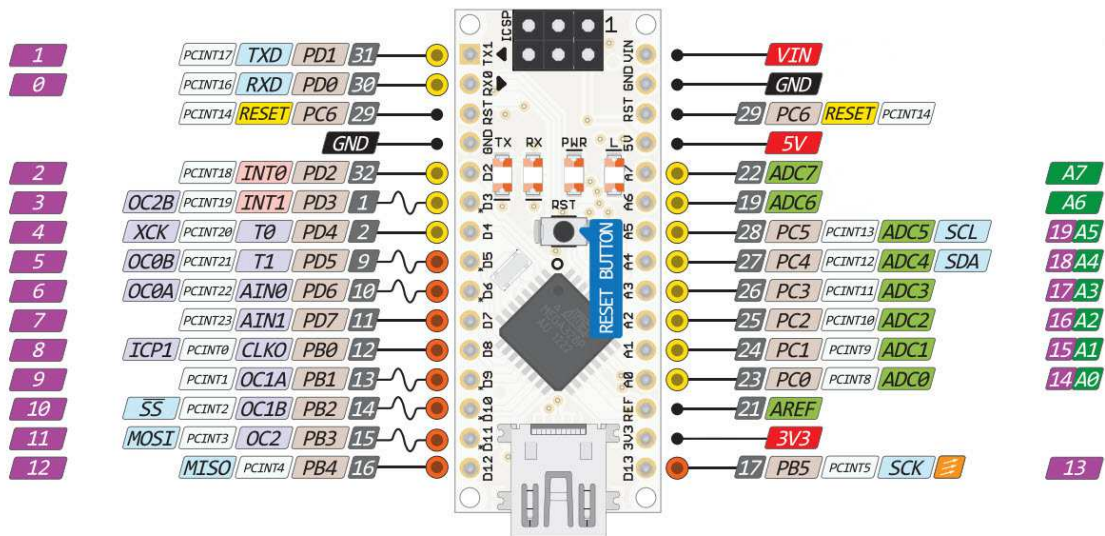 ICSP 1
1 PCINT17 TXD PD1 31 TX1 VIN VIN
0 PCINT16 RXD PD0 30 RX0 GND GND
PCINT14 RESET PC6 29 RST RST 29 PC6 RESET PCINT14
GND GND 5V 5V
TX RX PWR L
2 PCINT18 INT0 PD2 32 D2 A7 22 ADC7 A7
3 OC2B PCINT19 INT1 PD3 1 D3 A6 19 ADC6 A6
RST
4 XCK PCINT20 T0 PD4 2 D4 A5 28 PC5 PCINT13 ADC5 SCL 19 A5
5 OC0B PCINT21 T1 PD5 9 D5 A4 27 PC4 PCINT12 ADC4 SDA 18 A4
RESET BUTTON
6 OC0A PCINT22 AIN0 PD6 10 D6 A3 26 PC3 PCINT11 ADC3 17 A3
7 PCINT23 AIN1 PD7 11 D7 A2 25 PC2 PCINT10 ADC2 16 A2
8 ICP1 PCINT0 CLKO PB0 12 D8 A1 24 PC1 PCINT9 ADC1 15 A1
9 PCINT1 OC1A PB1 13 D9 A0 23 PC0 PCINT8 ADC0 14 A0
10 SS PCINT2 OC1B PB2 14 D10 REF 21 AREF
11 MOSI PCINT3 OC2 PB3 15 D11 3V3 3V3
12 MISO PCINT4 PB4 16 D12 D13 17 PB5 PCINT5 SCK 13